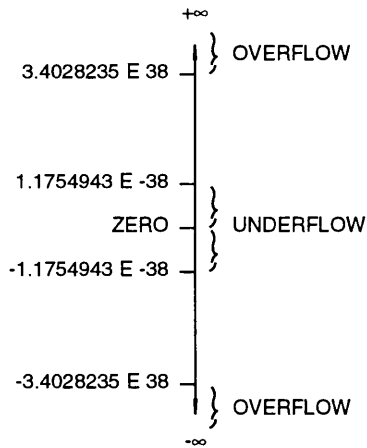 +∞
OVERFLOW
3.4028235 E 38
1.1754943 E -38
ZERO
UNDERFLOW
-1.1754943 E -38
-3.4028235 E 38
OVERFLOW
-∞